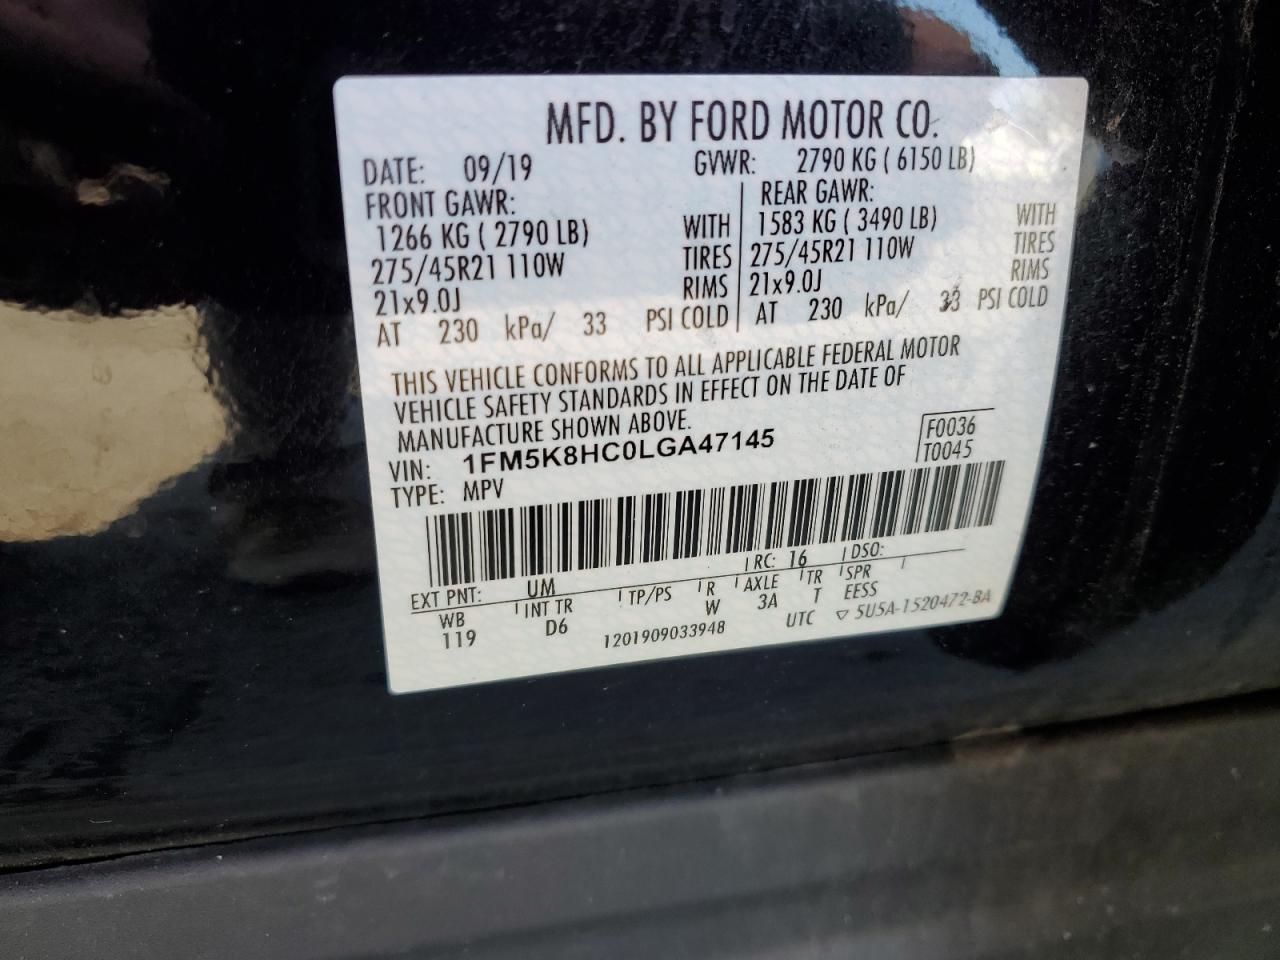 MFD. BY FORD MOTOR CO.
DATE: 09/19 GVWR: 2790 KG ( 6150 LB)
FRONT GAWR: REAR GAWR:
1266 KG ( 2790 LB) WITH 1583 KG ( 3490 LB) WITH
275/45R21 110W TIRES 275/45R21 110W TIRES
21x9.0J RIMS 21x9.0J RIMS
AT 230 kPa/ 33 PSI COLD AT 230 kPa/ 33 PSI COLD
THIS VEHICLE CONFORMS TO ALL APPLICABLE FEDERAL MOTOR
VEHICLE SAFETY STANDARDS IN EFFECT ON THE DATE OF
MANUFACTURE SHOWN ABOVE.
VIN: 1FM5K8HC0LGA47145 F0036
TYPE: MPV T0045
EXT PNT: UM RC: 16 DSO:
WB INT TR TP/PS R AXLE TR SPR
119 D6 W 3A T EESS
1201909033948 UTC ▽ 5U5A-1520472-BA